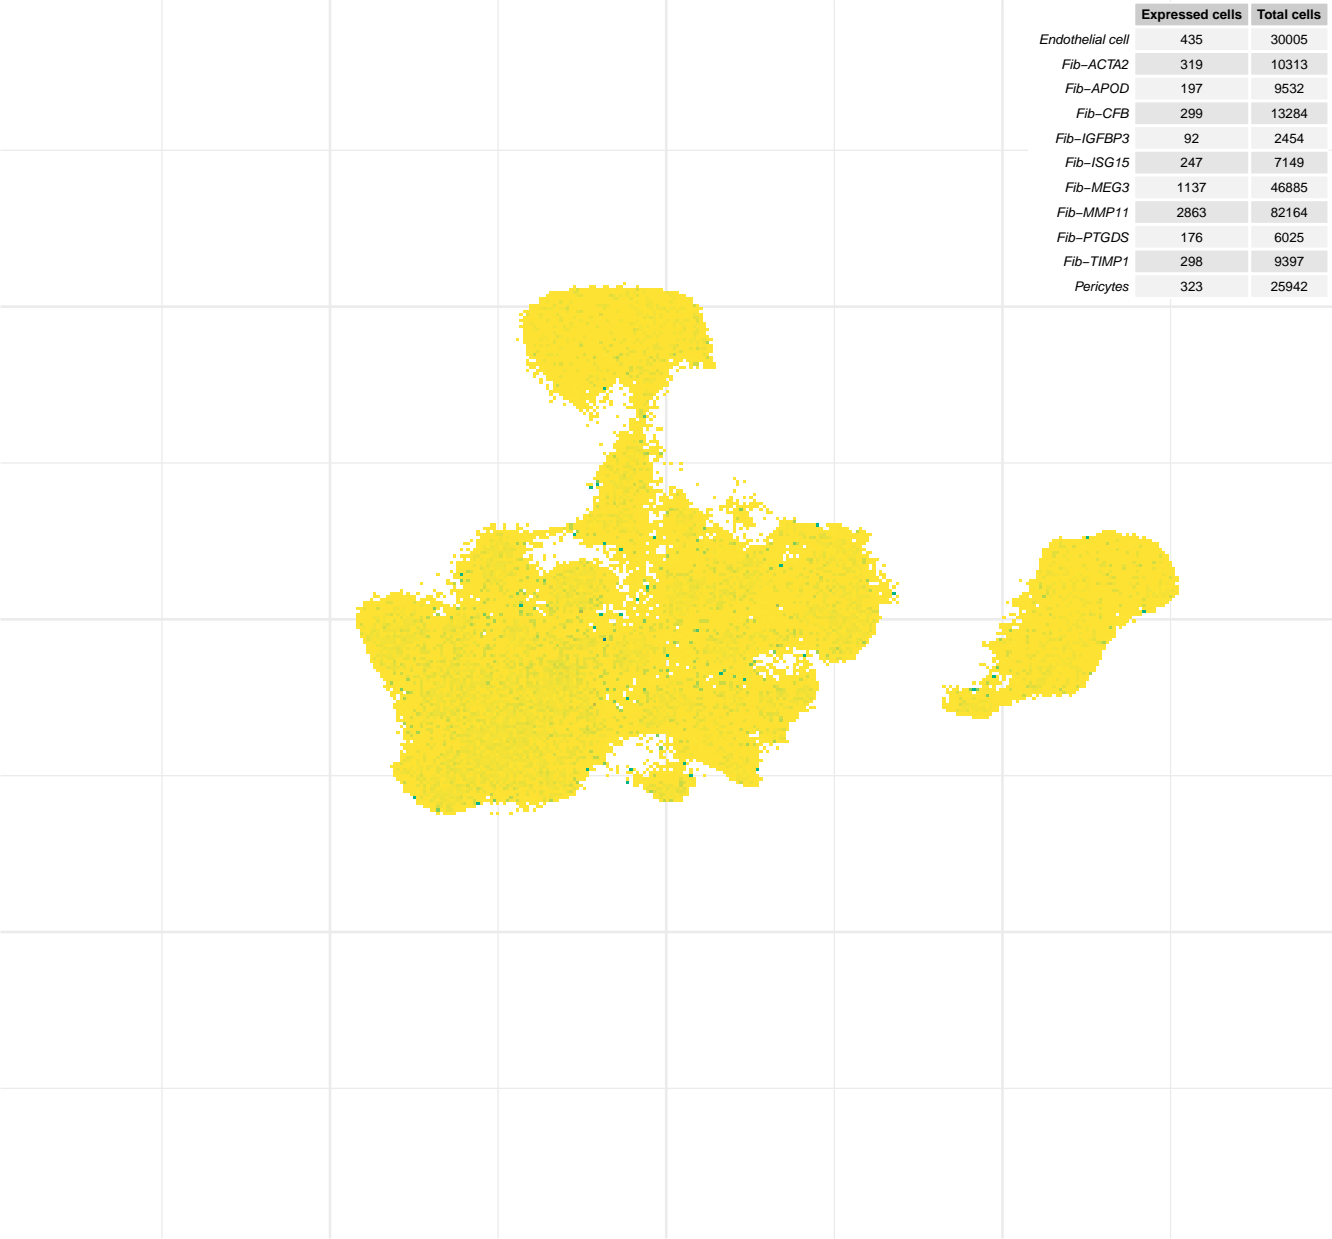 Expressed cells Total cells
Endothelial cell 435 30005
Fib−ACTA2 319 10313
Fib−APOD 197 9532
Fib−CFB 299 13284
Fib−IGFBP3 92 2454
Fib−ISG15 247 7149
Fib−MEG3 1137 46885
Fib−MMP11 2863 82164
Fib−PTGDS 176 6025
Fib−TIMP1 298 9397
Pericytes 323 25942